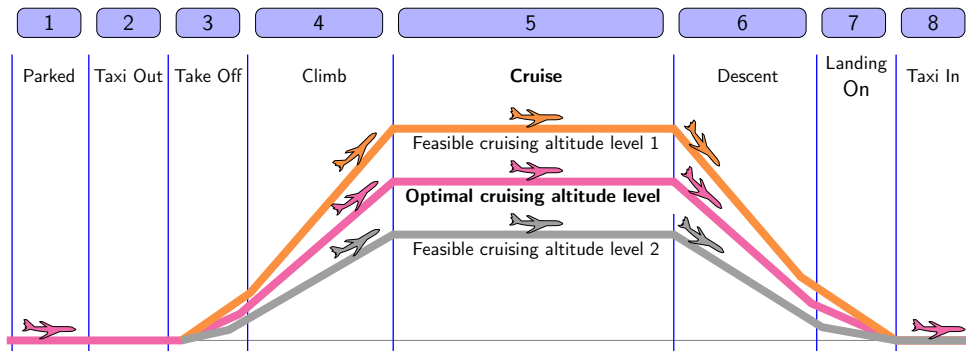 1 2 3 4 5 6 7 8
Parked Taxi Out Take Off Climb Cruise Descent Landing On Taxi In
Feasible cruising altitude level 1
Optimal cruising altitude level
Feasible cruising altitude level 2